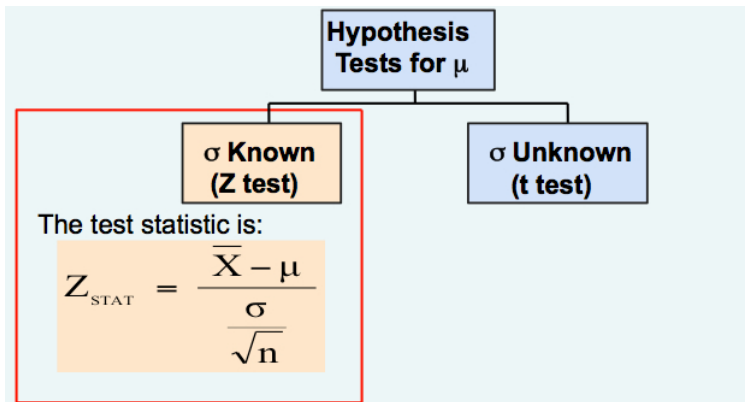 Hypothesis
Tests for μ
σ Known
(Z test)
σ Unknown
(t test)
The test statistic is:
Z_STAT = (X̅ – μ) / (σ / √n)